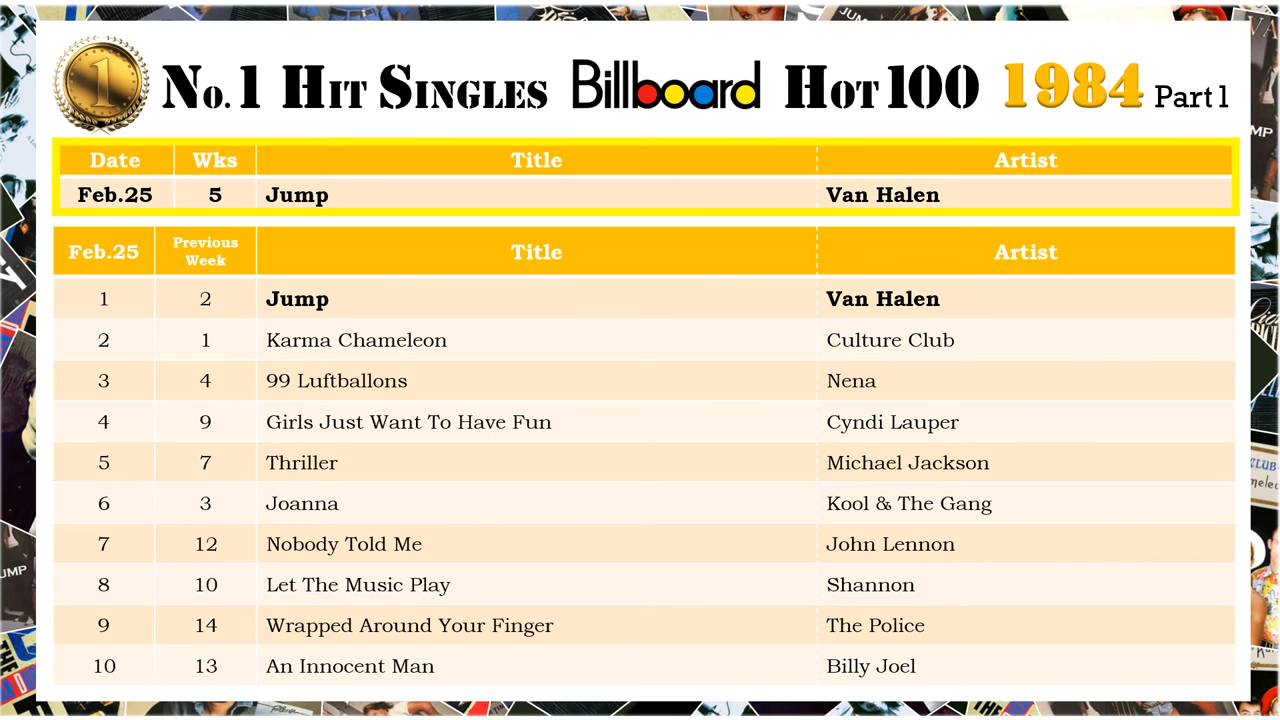 1 No. 1 Hit Singles Billboard Hot 100 1984 Part 1
Date Wks Title Artist
Feb.25 5 Jump Van Halen
Feb.25 Previous Week Title Artist
1 2 Jump Van Halen
2 1 Karma Chameleon Culture Club
3 4 99 Luftballons Nena
4 9 Girls Just Want To Have Fun Cyndi Lauper
5 7 Thriller Michael Jackson
6 3 Joanna Kool & The Gang
7 12 Nobody Told Me John Lennon
8 10 Let The Music Play Shannon
9 14 Wrapped Around Your Finger The Police
10 13 An Innocent Man Billy Joel